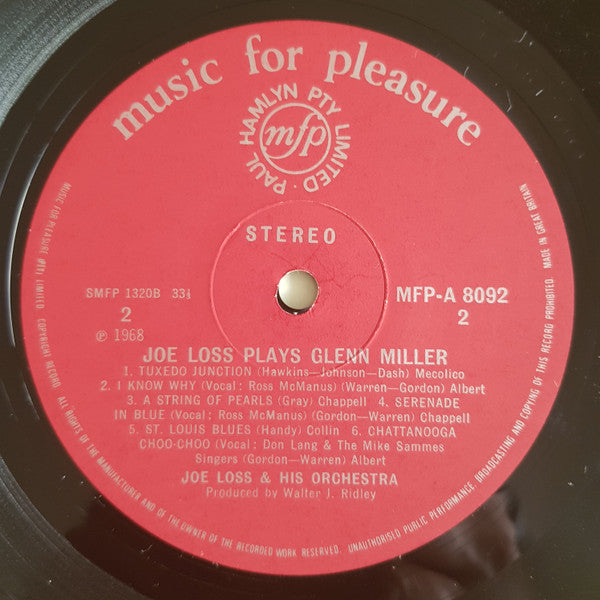 music for pleasure
PAUL HAMLYN PTY LIMITED ·
mfp
STEREO
SMFP 1320B 33⅓
2
Ⓟ 1968
MFP-A 8092
2
JOE LOSS PLAYS GLENN MILLER
1. TUXEDO JUNCTION (Hawkins—Johnson—Dash) Mecolico
2. I KNOW WHY (Vocal: Ross McManus) (Warren—Gordon) Albert
3. A STRING OF PEARLS (Gray) Chappell 4. SERENADE
IN BLUE (Vocal: Ross McManus) (Gordon—Warren) Chappell
5. ST. LOUIS BLUES (Handy) Collin 6. CHATTANOOGA
CHOO-CHOO (Vocal: Don Lang & The Mike Sammes
Singers (Gordon—Warren) Albert
JOE LOSS & HIS ORCHESTRA
Produced by Walter J. Ridley
MUSIC FOR PLEASURE LIMITED. COPYRIGHT RECORD. ALL RIGHTS OF THE MANUFACTURER AND OF THE OWNER OF THE RECORDED WORK RESERVED. UNAUTHORISED PUBLIC PERFORMANCE, BROADCASTING AND COPYING OF THIS RECORD PROHIBITED. MADE IN GREAT BRITAIN.